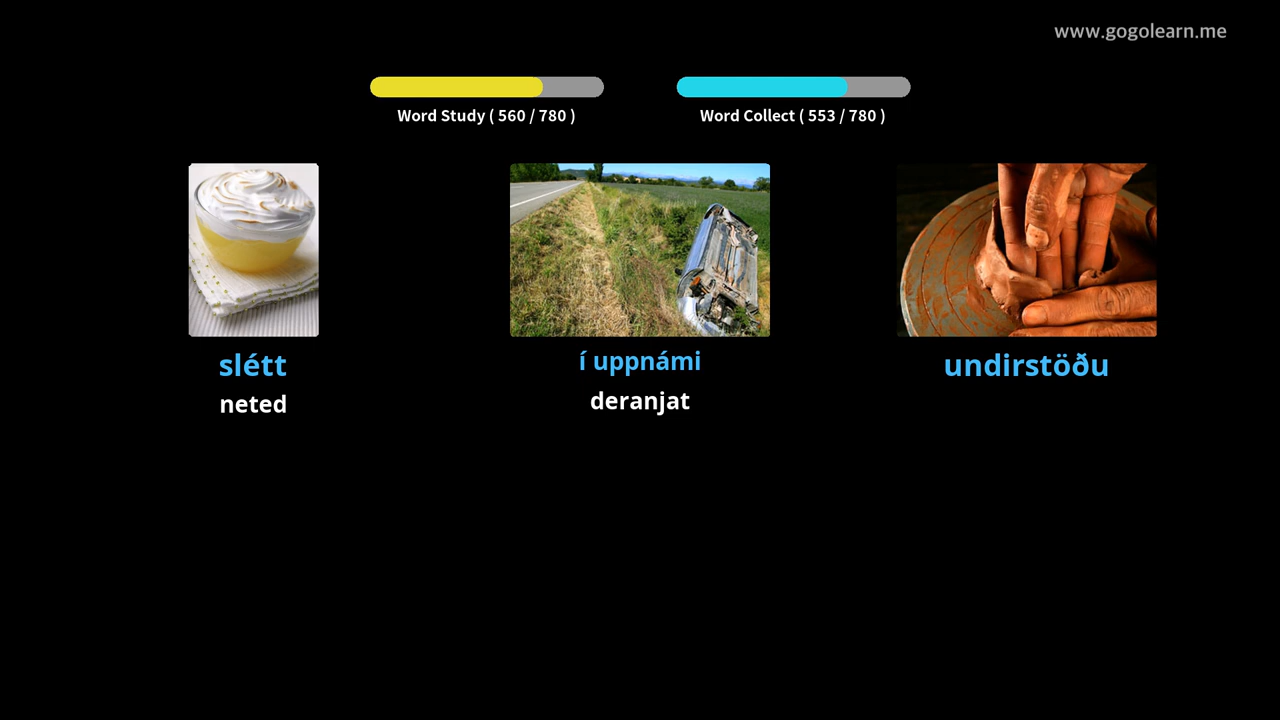 www.gogolearn.me
Word Study ( 560 / 780 )
Word Collect ( 553 / 780 )
slétt
neted
í uppnámi
deranjat
undirstöðu